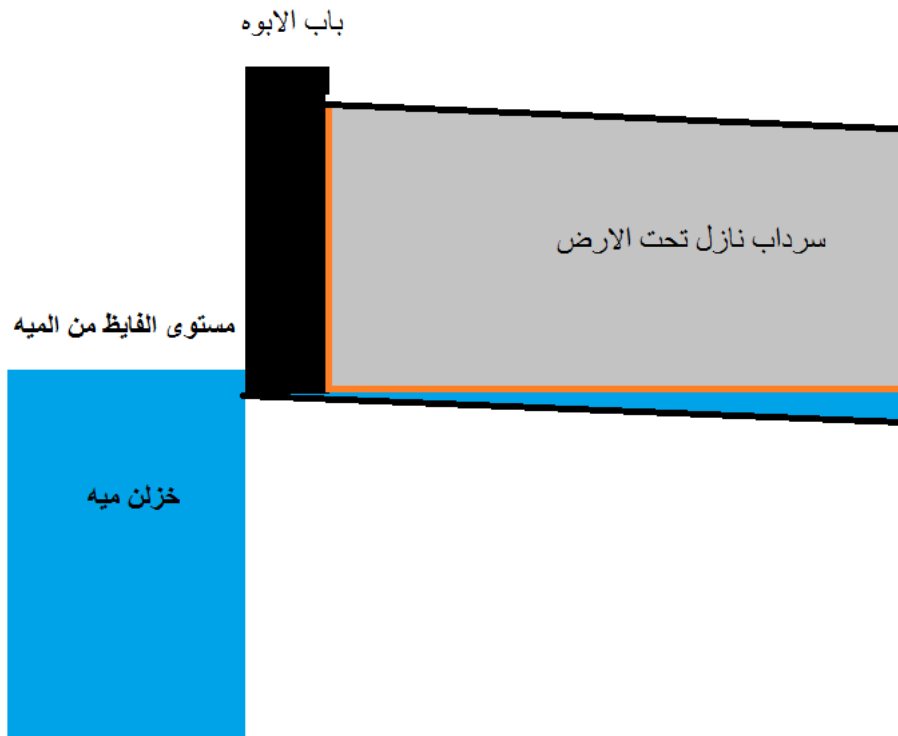 باب الابوه
سرداب نازل تحت الارض
مستوى الفايظ من الميه
خزلن ميه